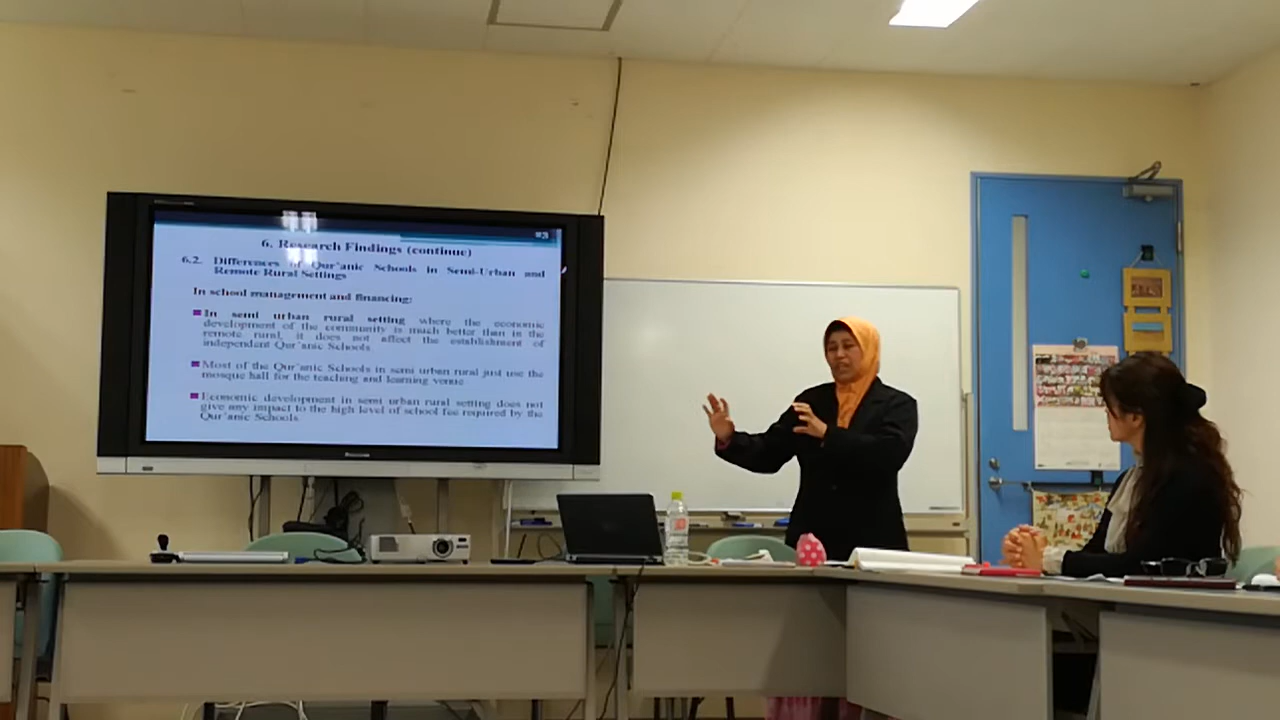 6. Research Findings (continue)
6.2. Differences of Qur'anic Schools in Semi-Urban and
Remote Rural Settings
In school management and financing:
In semi urban rural setting where the economic
development of the community is much better than in the
remote rural, it does not affect the establishment of
independent Qur'anic Schools.
Most of the Qur'anic Schools in semi urban rural just use the
mosque hall for the teaching and learning venue
Economic development in semi urban rural setting does not
give any impact to the high level of school fee required by the
Qur'anic Schools.
Panasonic